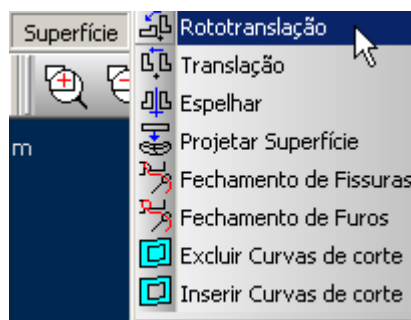 Superfície
Rototranslação
Translação
Espelhar
m
Projetar Superfície
Fechamento de Fissuras
Fechamento de Furos
Excluir Curvas de corte
Inserir Curvas de corte